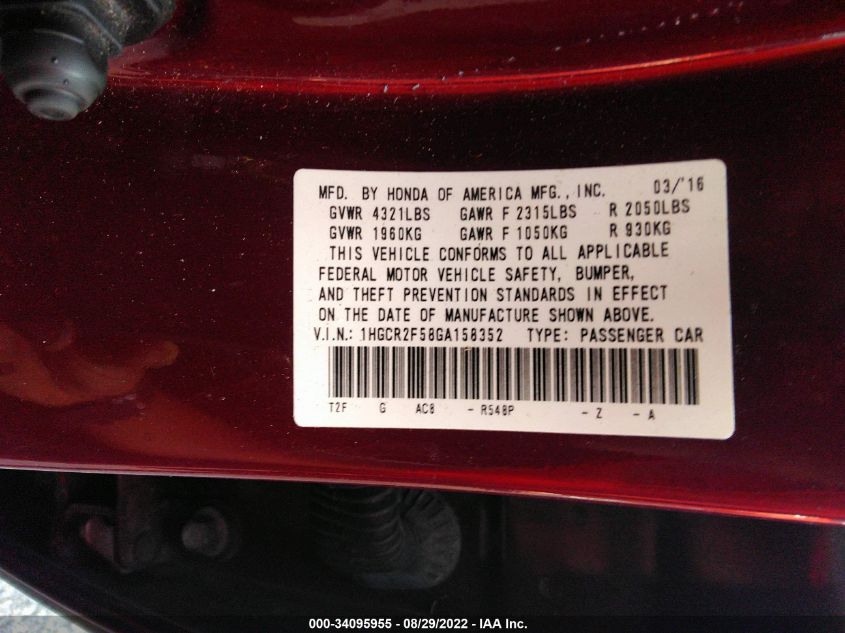 MFD. BY HONDA OF AMERICA MFG., INC. 03/'16
GVWR 4321LBS GAWR F 2315LBS R 2050LBS
GVWR 1960KG GAWR F 1050KG R 930KG
THIS VEHICLE CONFORMS TO ALL APPLICABLE
FEDERAL MOTOR VEHICLE SAFETY, BUMPER,
AND THEFT PREVENTION STANDARDS IN EFFECT
ON THE DATE OF MANUFACTURE SHOWN ABOVE.
V.I.N.: 1HGCR2F58GA158352 TYPE: PASSENGER CAR
T2F G AC8 - R548P - Z - A
000-34095955 - 08/29/2022 - IAA Inc.